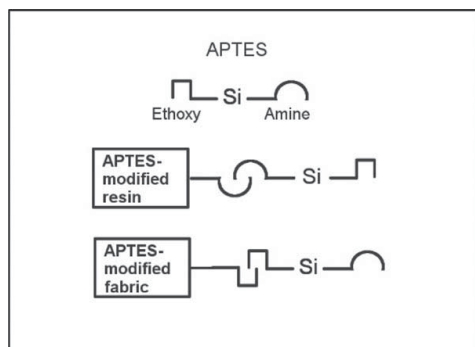 APTES
Si
Ethoxy Amine
APTES-
modified
resin
Si
APTES-
modified
fabric
Si